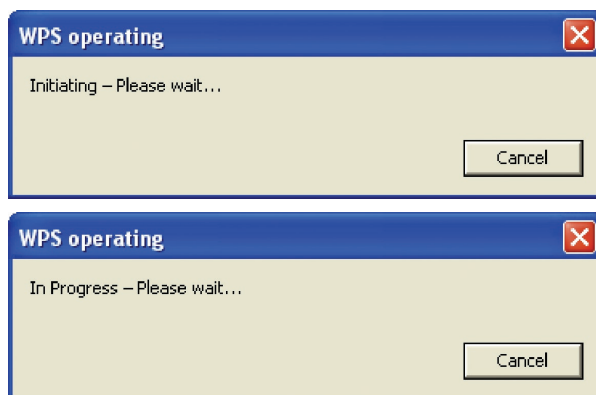 WPS operating
Initiating – Please wait...
Cancel
WPS operating
In Progress – Please wait...
Cancel